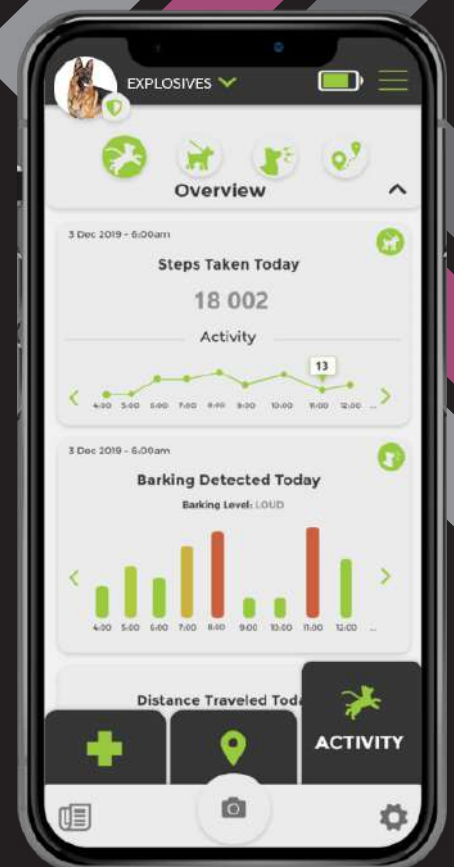 EXPLOSIVES
Overview
3 Dec 2019 - 6:00am
Steps Taken Today
18 002
Activity
13
4:00 5:00 6:00 7:00 8:00 9:00 10:00 11:00 12:00 ...
3 Dec 2019 - 6:00am
Barking Detected Today
Barking Level: LOUD
4:00 5:00 6:00 7:00 8:00 9:00 10:00 11:00 12:00 ...
Distance Traveled Toda
ACTIVITY